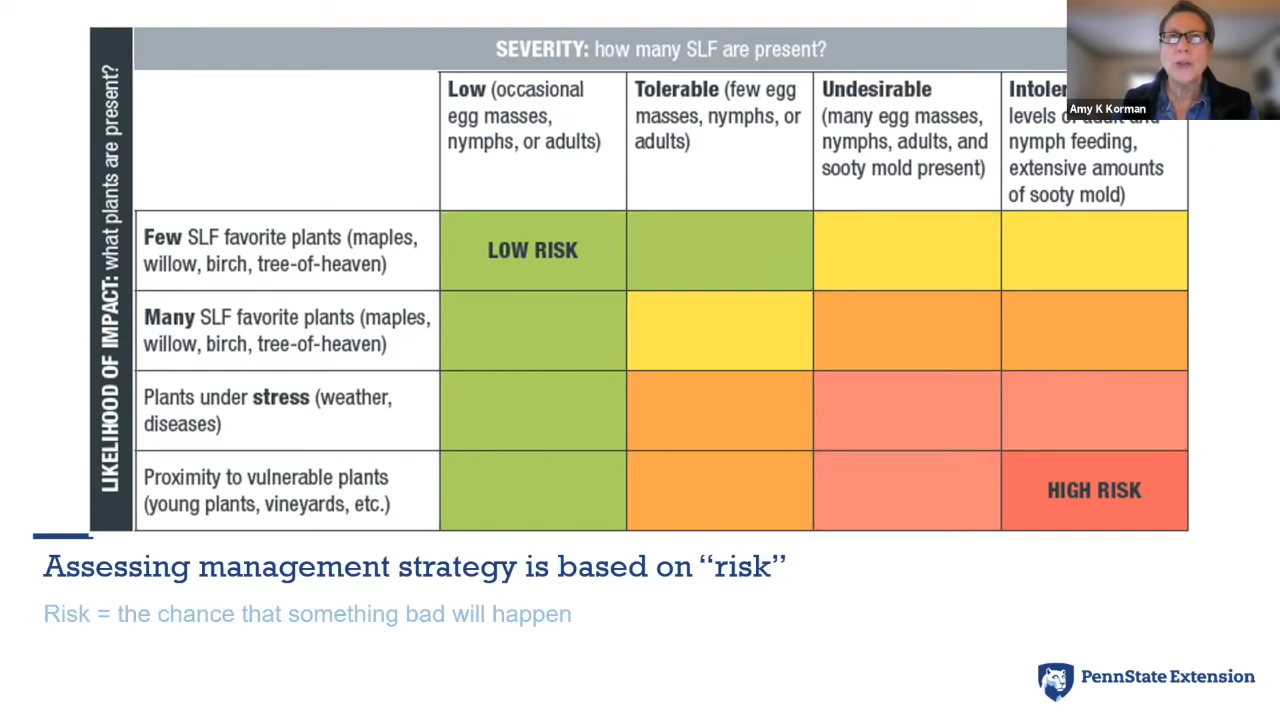 SEVERITY: how many SLF are present?
LIKELIHOOD OF IMPACT: what plants are present?
Low (occasional
egg masses,
nymphs, or adults)
Tolerable (few egg
masses, nymphs, or
adults)
Undesirable
(many egg masses,
nymphs, adults, and
sooty mold present)
levels
nymph feeding,
extensive amounts
of sooty mold)
Amy K Korman
Few SLF favorite plants (maples,
willow, birch, tree-of-heaven)
LOW RISK
Many SLF favorite plants (maples,
willow, birch, tree-of-heaven)
Plants under stress (weather,
diseases)
Proximity to vulnerable plants
(young plants, vineyards, etc.)
HIGH RISK
Assessing management strategy is based on “risk”
Risk = the chance that something bad will happen
PennState Extension